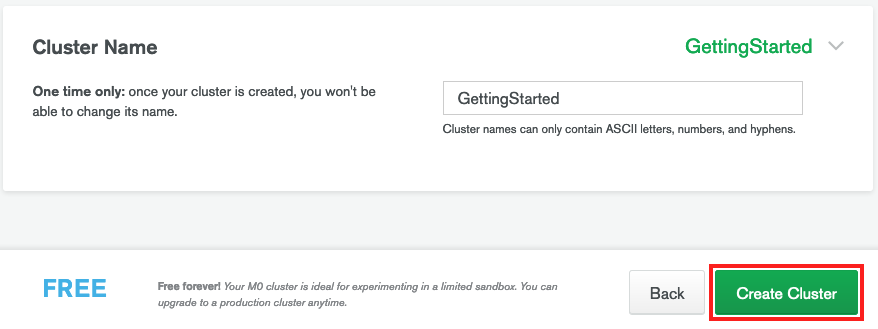 Cluster Name
GettingStarted
One time only: once your cluster is created, you won't be
able to change its name.
GettingStarted
Cluster names can only contain ASCII letters, numbers, and hyphens.
FREE
Free forever! Your M0 cluster is ideal for experimenting in a limited sandbox. You can
upgrade to a production cluster anytime.
Back
Create Cluster